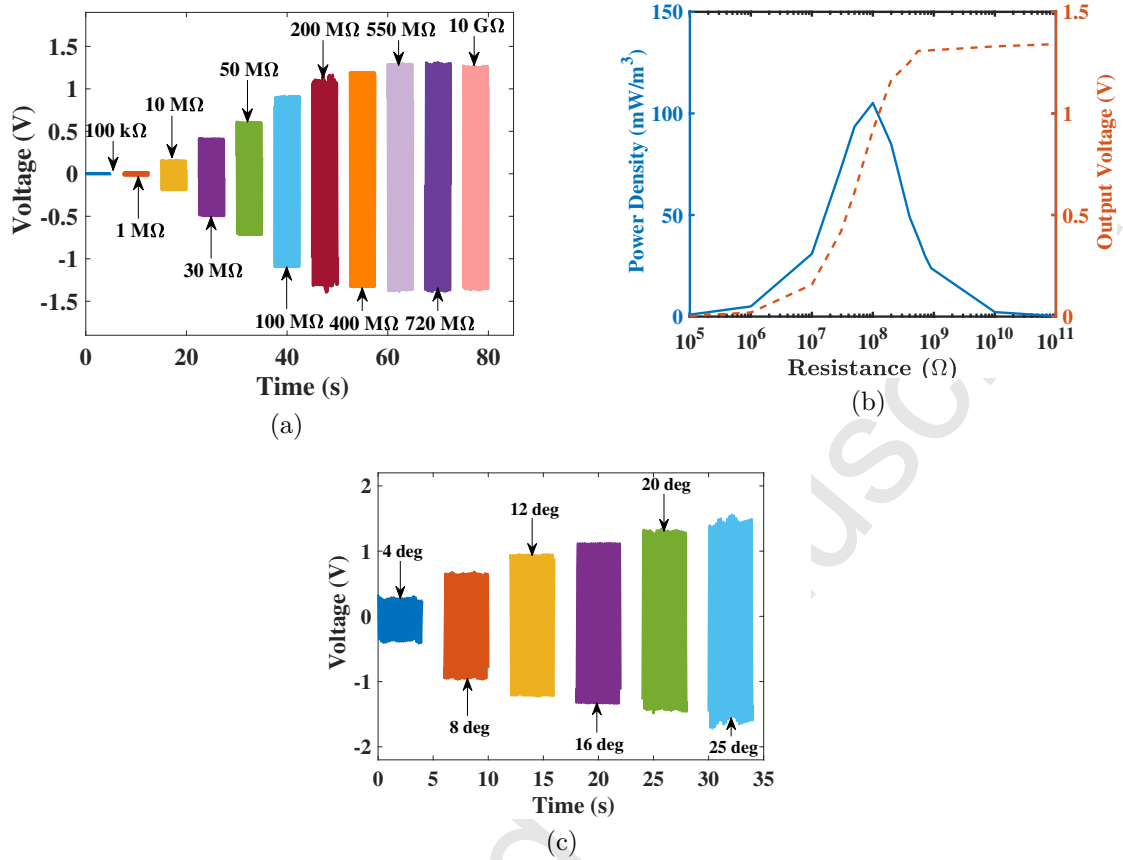 200 MΩ 550 MΩ 10 GΩ
50 MΩ
10 MΩ
100 kΩ
1 MΩ
30 MΩ
100 MΩ 400 MΩ 720 MΩ
1.5
1
0.5
0
-0.5
-1
-1.5
Voltage (V)
0 20 40 60 80
Time (s)
(a)
150
100
50
0
Power Density (mW/m³)
1.5
1
0.5
0
Output Voltage (V)
10⁵ 10⁶ 10⁷ 10⁸ 10⁹ 10¹⁰ 10¹¹
Resistance (Ω)
(b)
2
1
0
-1
-2
Voltage (V)
4 deg
8 deg
12 deg
16 deg
20 deg
25 deg
0 5 10 15 20 25 30 35
Time (s)
(c)